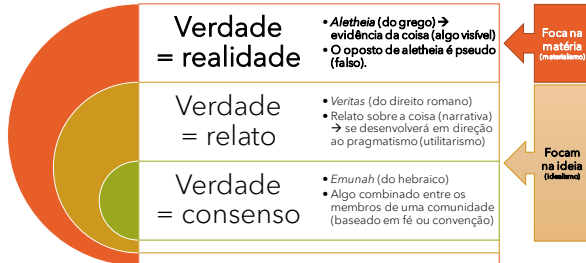 Verdade
= realidade
• Aletheia (do grego) →
evidência da coisa (algo visível)
• O oposto de aletheia é pseudo
(falso).
Foca na
matéria
(materialismo)
Verdade
= relato
• Veritas (do direito romano)
• Relato sobre a coisa (narrativa)
→ se desenvolverá em direção
ao pragmatismo (utilitarismo)
Verdade
= consenso
• Emunah (do hebraico)
• Algo combinado entre os
membros de uma comunidade
(baseado em fé ou convenção)
Focam
na ideia
(idealismo)